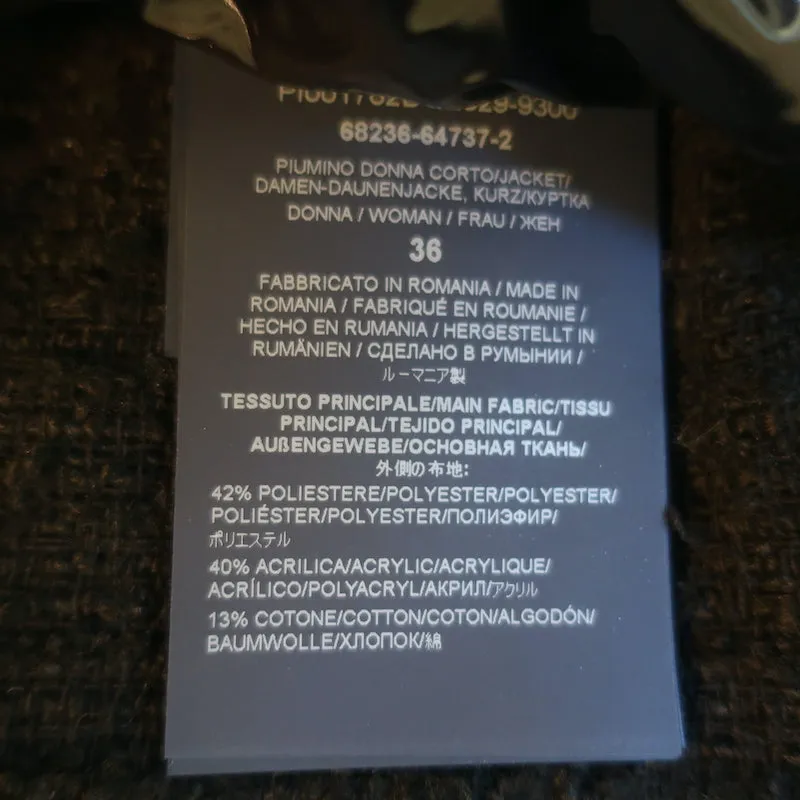 68236-64737-2
PIUMINO DONNA CORTO/JACKET/
DAMEN-DAUNENJACKE, KURZ/КУРТКА
DONNA / WOMAN / FRAU / ЖЕН
36
FABBRICATO IN ROMANIA / MADE IN
ROMANIA / FABRIQUÉ EN ROUMANIE /
HECHO EN RUMANIA / HERGESTELLT IN
RUMÄNIEN / СДЕЛАНО В РУМЫНИИ /
ルーマニア製
TESSUTO PRINCIPALE/MAIN FABRIC/TISSU
PRINCIPAL/TEJIDO PRINCIPAL/
AUßENGEWEBE/ОСНОВНАЯ ТКАНЬ/
外側の布地:
42% POLIESTERE/POLYESTER/POLYESTER/
POLIÉSTER/POLYESTER/ПОЛИЭФИР/
ポリエステル
40% ACRILICA/ACRYLIC/ACRYLIQUE/
ACRÍLICO/POLYACRYL/АКРИЛ/アクリル
13% COTONE/COTTON/COTON/ALGODÓN/
BAUMWOLLE/ХЛОПОК/綿